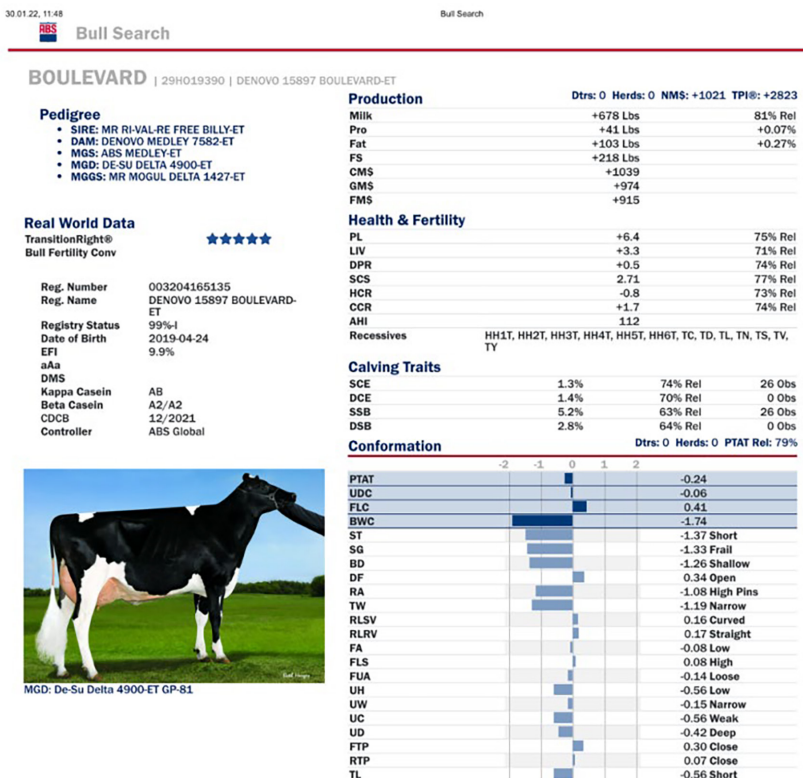 30.01.22, 11:48
Bull Search
ABS
Bull Search
BOULEVARD | 29HO19390 | DENOVO 15897 BOULEVARD-ET
Pedigree
• SIRE: MR RI-VAL-RE FREE BILLY-ET
• DAM: DENOVO MEDLEY 7582-ET
• MGS: ABS MEDLEY-ET
• MGD: DE-SU DELTA 4900-ET
• MGGS: MR MOGUL DELTA 1427-ET
Real World Data
TransitionRight®
Bull Fertility Conv
Reg. Number 003204165135
Reg. Name DENOVO 15897 BOULEVARD-
ET
Registry Status 99%-I
Date of Birth 2019-04-24
EFI 9.9%
aAa
DMS
Kappa Casein AB
Beta Casein A2/A2
CDCB 12/2021
Controller ABS Global
MGD: De-Su Delta 4900-ET GP-81
Production Dtrs: 0 Herds: 0 NM$: +1021 TPI®: +2823
Milk +678 Lbs 81% Rel
Pro +41 Lbs +0.07%
Fat +103 Lbs +0.27%
FS +218 Lbs
CM$ +1039
GM$ +974
FM$ +915
Health & Fertility
PL +6.4 75% Rel
LIV +3.3 71% Rel
DPR +0.5 74% Rel
SCS 2.71 77% Rel
HCR -0.8 73% Rel
CCR +1.7 74% Rel
AHI 112
Recessives HH1T, HH2T, HH3T, HH4T, HH5T, HH6T, TC, TD, TL, TN, TS, TV,
TY
Calving Traits
SCE 1.3% 74% Rel 26 Obs
DCE 1.4% 70% Rel 0 Obs
SSB 5.2% 63% Rel 26 Obs
DSB 2.8% 64% Rel 0 Obs
Conformation Dtrs: 0 Herds: 0 PTAT Rel: 79%
-2 -1 0 1 2
PTAT -0.24
UDC -0.06
FLC 0.41
BWC -1.74
ST -1.37 Short
SG -1.33 Frail
BD -1.26 Shallow
DF 0.34 Open
RA -1.08 High Pins
TW -1.19 Narrow
RLSV 0.16 Curved
RLRV 0.17 Straight
FA -0.08 Low
FLS 0.08 High
FUA -0.14 Loose
UH -0.56 Low
UW -0.15 Narrow
UC -0.56 Weak
UD -0.42 Deep
FTP 0.30 Close
RTP 0.07 Close
TL -0.56 Short